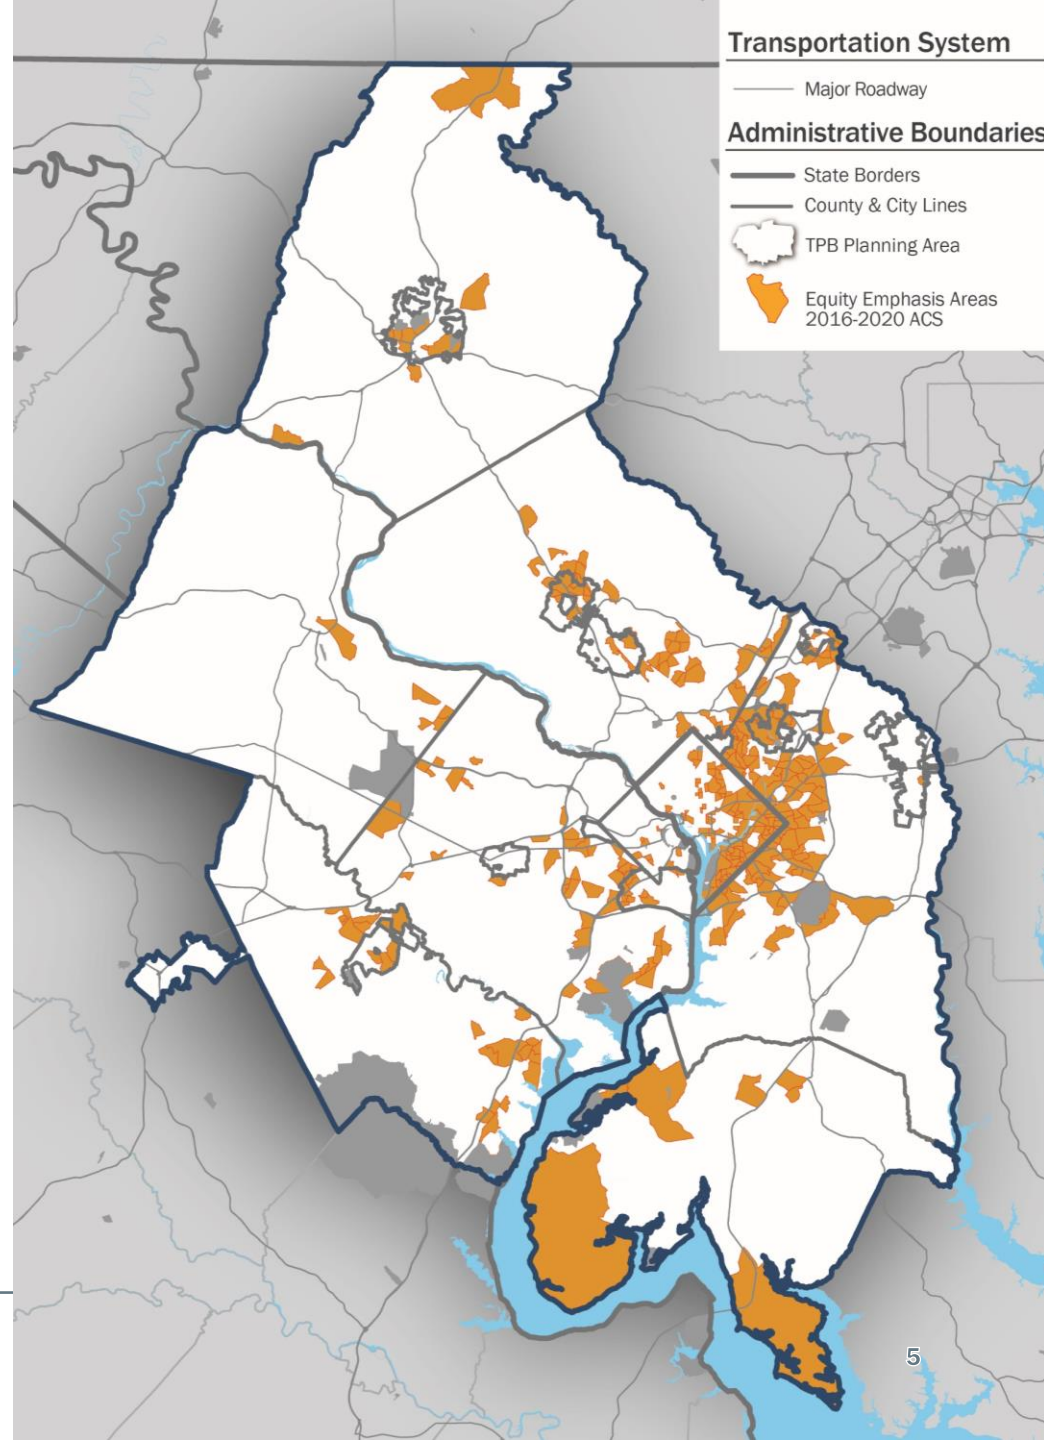 Transportation System
Major Roadway
Administrative Boundaries
State Borders
County & City Lines
TPB Planning Area
Equity Emphasis Areas
2016-2020 ACS
5